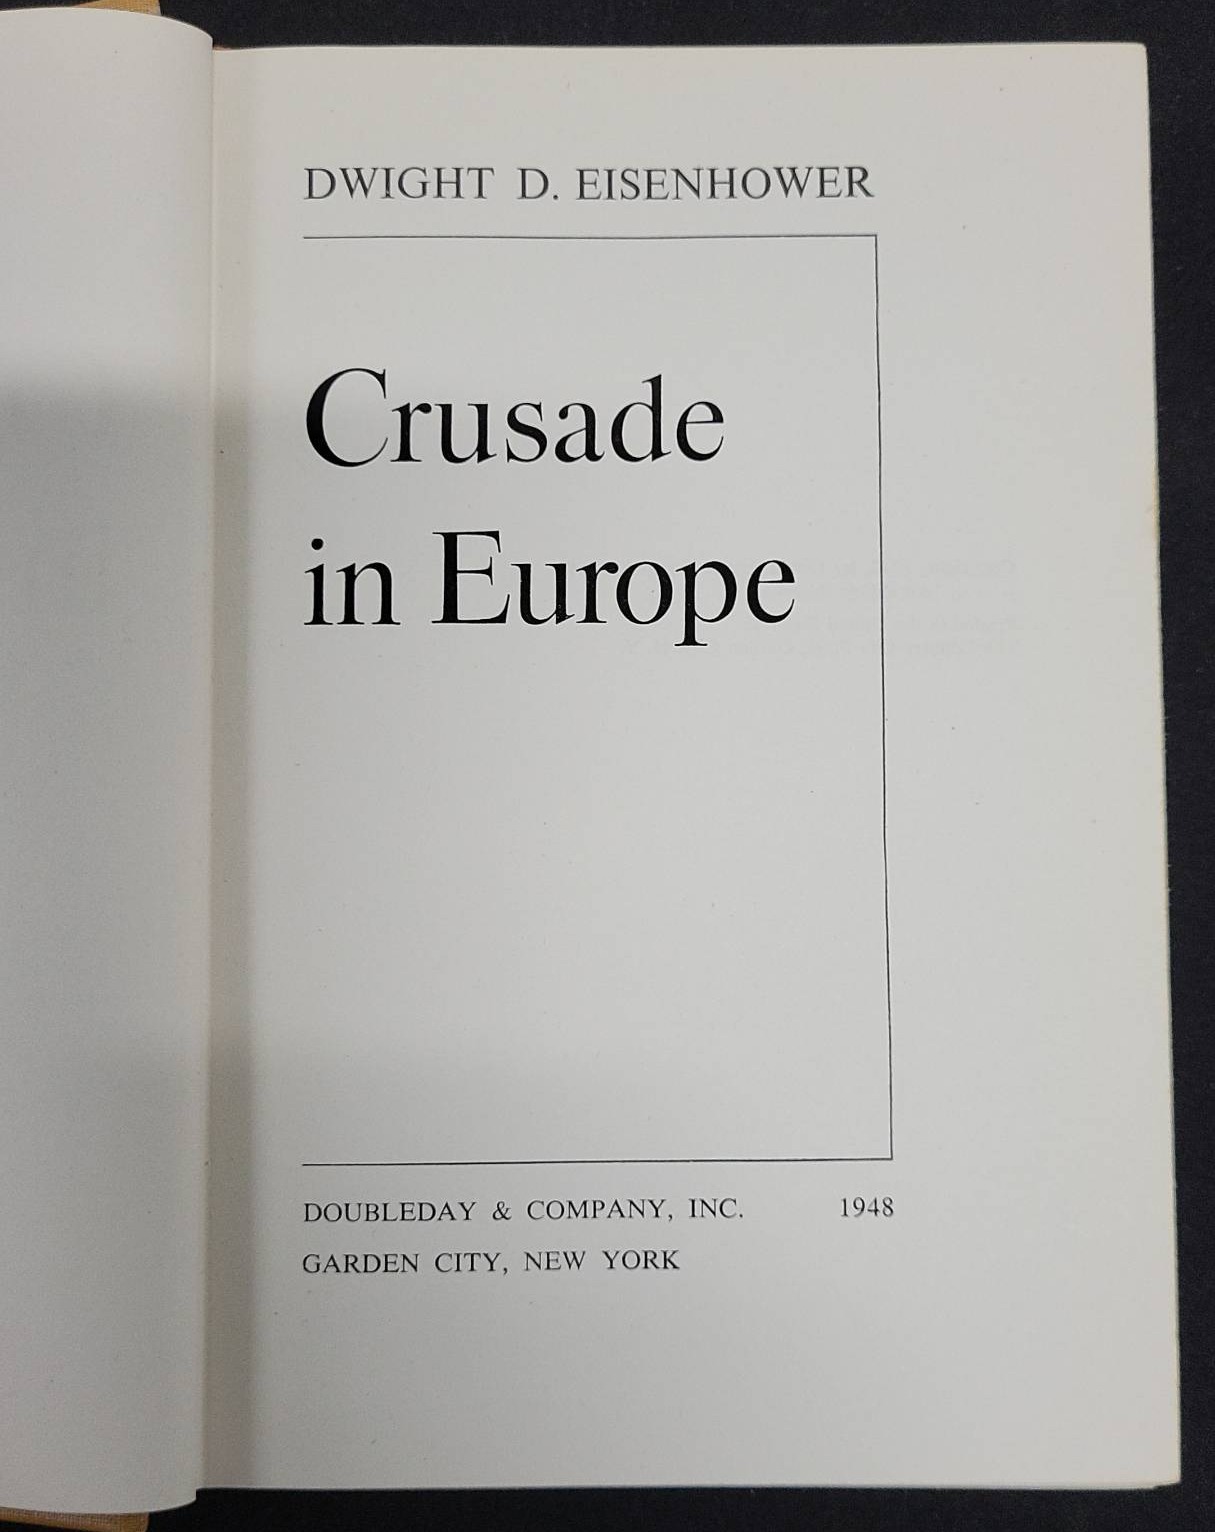 DWIGHT D. EISENHOWER
Crusade
in Europe
DOUBLEDAY & COMPANY, INC. 1948
GARDEN CITY, NEW YORK